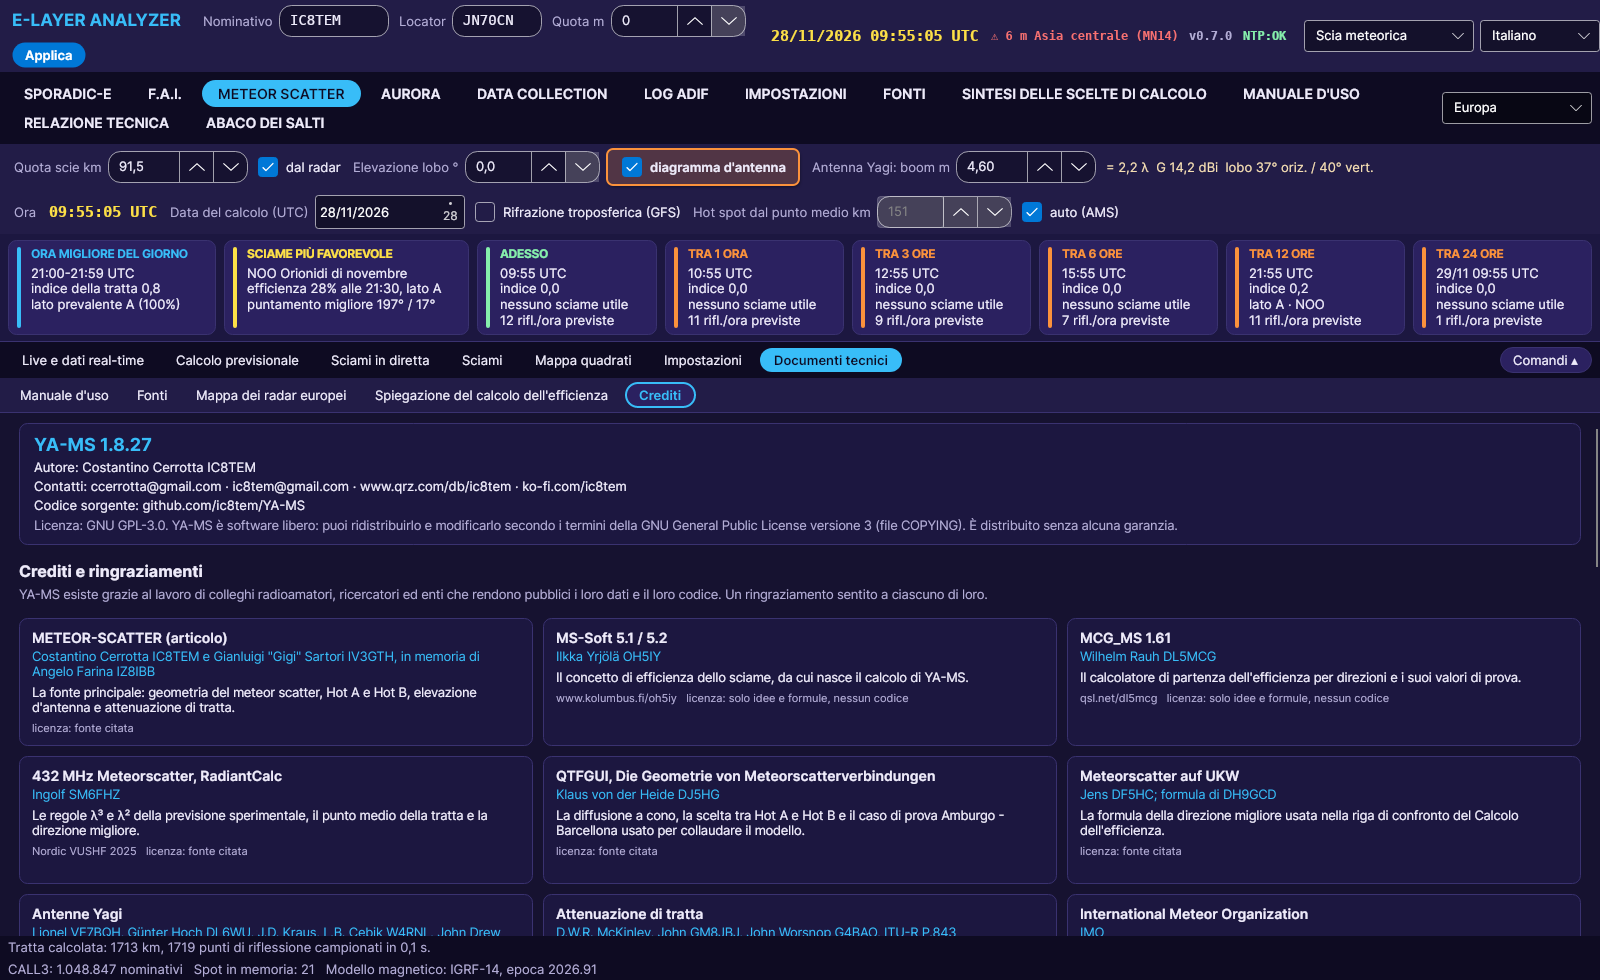 E-LAYER ANALYZER
Nominativo IC8TEM Locator JN70CN Quota m 0
28/11/2026 09:55:05 UTC ⚠ 6 m Asia centrale (MN14) v0.7.0 NTP:OK
Scia meteorica Italiano
Applica
SPORADIC-E F.A.I. METEOR SCATTER AURORA DATA COLLECTION LOG ADIF IMPOSTAZIONI FONTI SINTESI DELLE SCELTE DI CALCOLO MANUALE D'USO
RELAZIONE TECNICA ABACO DEI SALTI
Europa
Quota scie km 91,5 dal radar Elevazione lobo ° 0,0 diagramma d'antenna Antenna Yagi: boom m 4,60 = 2,2 λ G 14,2 dBi lobo 37° oriz. / 40° vert.
Ora 09:55:05 UTC Data del calcolo (UTC) 28/11/2026 28 Rifrazione troposferica (GFS) Hot spot dal punto medio km 151 auto (AMS)
ORA MIGLIORE DEL GIORNO
21:00-21:59 UTC
indice della tratta 0,8
lato prevalente A (100%)
SCIAME PIÙ FAVOREVOLE
NOO Orionidi di novembre
efficienza 28% alle 21:30, lato A
puntamento migliore 197° / 17°
ADESSO
09:55 UTC
indice 0,0
nessuno sciame utile
12 rifl./ora previste
TRA 1 ORA
10:55 UTC
indice 0,0
nessuno sciame utile
11 rifl./ora previste
TRA 3 ORE
12:55 UTC
indice 0,0
nessuno sciame utile
9 rifl./ora previste
TRA 6 ORE
15:55 UTC
indice 0,0
nessuno sciame utile
7 rifl./ora previste
TRA 12 ORE
21:55 UTC
indice 0,2
lato A · NOO
11 rifl./ora previste
TRA 24 ORE
29/11 09:55 UTC
indice 0,0
nessuno sciame utile
1 rifl./ora previste
Live e dati real-time Calcolo previsionale Sciami in diretta Sciami Mappa quadrati Impostazioni Documenti tecnici Comandi ▴
Manuale d'uso Fonti Mappa dei radar europei Spiegazione del calcolo dell'efficienza Crediti
YA-MS 1.8.27
Autore: Costantino Cerrotta IC8TEM
Contatti: ccerrotta@gmail.com · ic8tem@gmail.com · www.qrz.com/db/ic8tem · ko-fi.com/ic8tem
Codice sorgente: github.com/ic8tem/YA-MS
Licenza: GNU GPL-3.0. YA-MS è software libero: puoi ridistribuirlo e modificarlo secondo i termini della GNU General Public License versione 3 (file COPYING). È distribuito senza alcuna garanzia.
Crediti e ringraziamenti
YA-MS esiste grazie al lavoro di colleghi radioamatori, ricercatori ed enti che rendono pubblici i loro dati e il loro codice. Un ringraziamento sentito a ciascuno di loro.
METEOR-SCATTER (articolo)
Costantino Cerrotta IC8TEM e Gianluigi "Gigi" Sartori IV3GTH, in memoria di
Angelo Farina IZ8IBB
La fonte principale: geometria del meteor scatter, Hot A e Hot B, elevazione
d'antenna e attenuazione di tratta.
licenza: fonte citata
MS-Soft 5.1 / 5.2
Ilkka Yrjölä OH5IY
Il concetto di efficienza dello sciame, da cui nasce il calcolo di YA-MS.
www.kolumbus.fi/oh5iy licenza: solo idee e formule, nessun codice
MCG_MS 1.61
Wilhelm Rauh DL5MCG
Il calcolatore di partenza dell'efficienza per direzioni e i suoi valori di prova.
qsl.net/dl5mcg licenza: solo idee e formule, nessun codice
432 MHz Meteorscatter, RadiantCalc
Ingolf SM6FHZ
Le regole λ³ e λ² della previsione sperimentale, il punto medio della tratta e la
direzione migliore.
Nordic VUSHF 2025 licenza: fonte citata
QTFGUI, Die Geometrie von Meteorscatterverbindungen
Klaus von der Heide DJ5HG
La diffusione a cono, la scelta tra Hot A e Hot B e il caso di prova Amburgo -
Barcellona usato per collaudare il modello.
licenza: fonte citata
Meteorscatter auf UKW
Jens DF5HC; formula di DH9GCD
La formula della direzione migliore usata nella riga di confronto del Calcolo
dell'efficienza.
licenza: fonte citata
Antenne Yagi
Lionel VE7BQH, Günter Hoch DL6WU, J.D. Kraus, L.B. Cebik W4RNL, John Drew
Attenuazione di tratta
D.W.R. McKinley, John GM8JBJ, John Worsnop G4BAO, ITU-R P.843
International Meteor Organization
IMO
Tratta calcolata: 1713 km, 1719 punti di riflessione campionati in 0,1 s.
CALL3: 1.048.847 nominativi Spot in memoria: 21 Modello magnetico: IGRF-14, epoca 2026.91